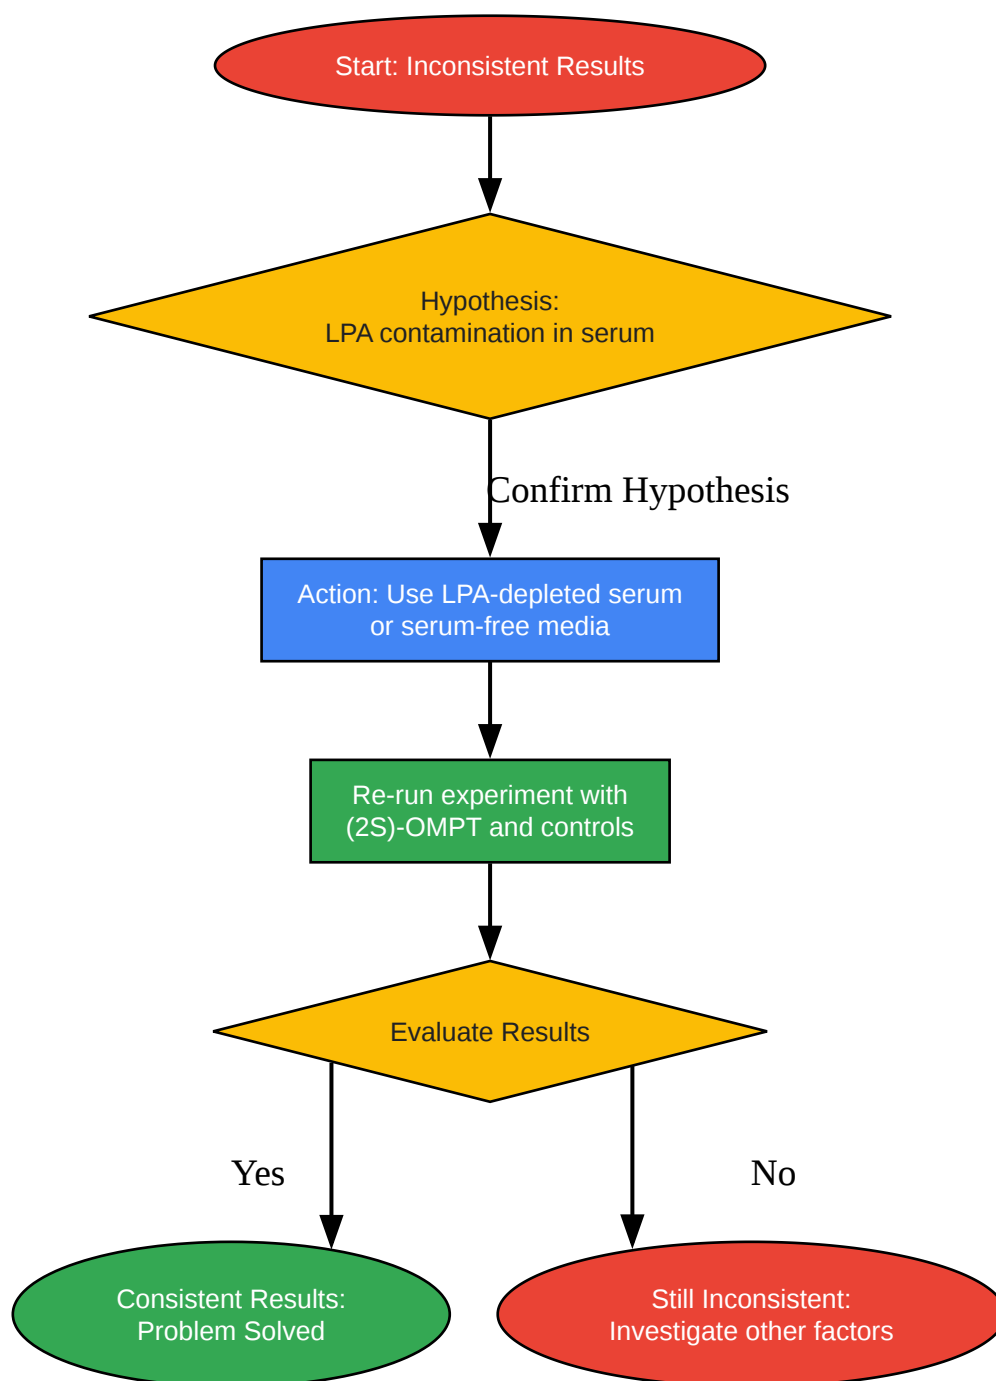 Start: Inconsistent Results
Hypothesis:
LPA contamination in serum
Confirm Hypothesis
Action: Use LPA-depleted serum
or serum-free media
Re-run experiment with
(2S)-OMPT and controls
Evaluate Results
Yes
No
Consistent Results:
Problem Solved
Still Inconsistent:
Investigate other factors